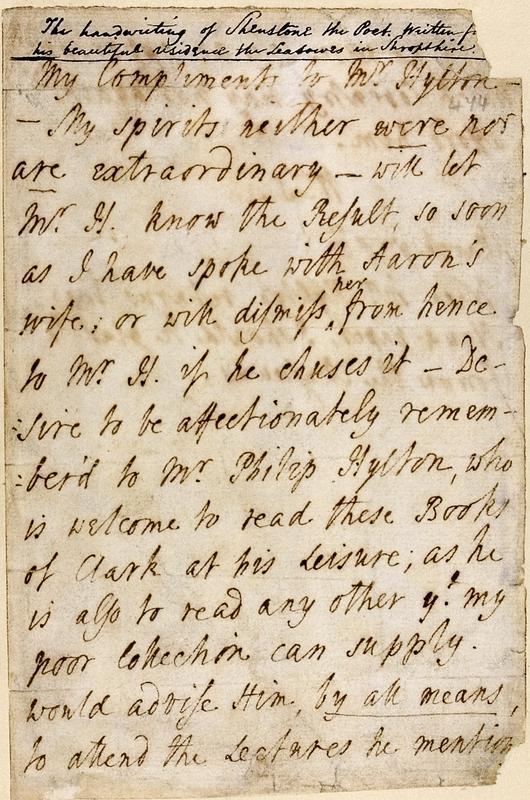 The handwriting of Shenstone the Poet. Written f
his beautiful residence the Leasowes in Shropshire.
My Compliments to Mr. Hylton —
— My spirits neither were nor
are extraordinary — will let
Mr. H. know the Result, so soon
as I have spoke with Aaron's
wife; or will diſmiſs her from hence
to Mr. H. if he chuses it — De-
sire to be affectionately remem-
ber'd to Mr. Philip Hylton, who
is welcome to read these Books
of Clark at his Leisure; as he
is alſo to read any other yt. my
poor Collection can supply.
would adviſe Him, by all means,
to attend the Lectures he mention